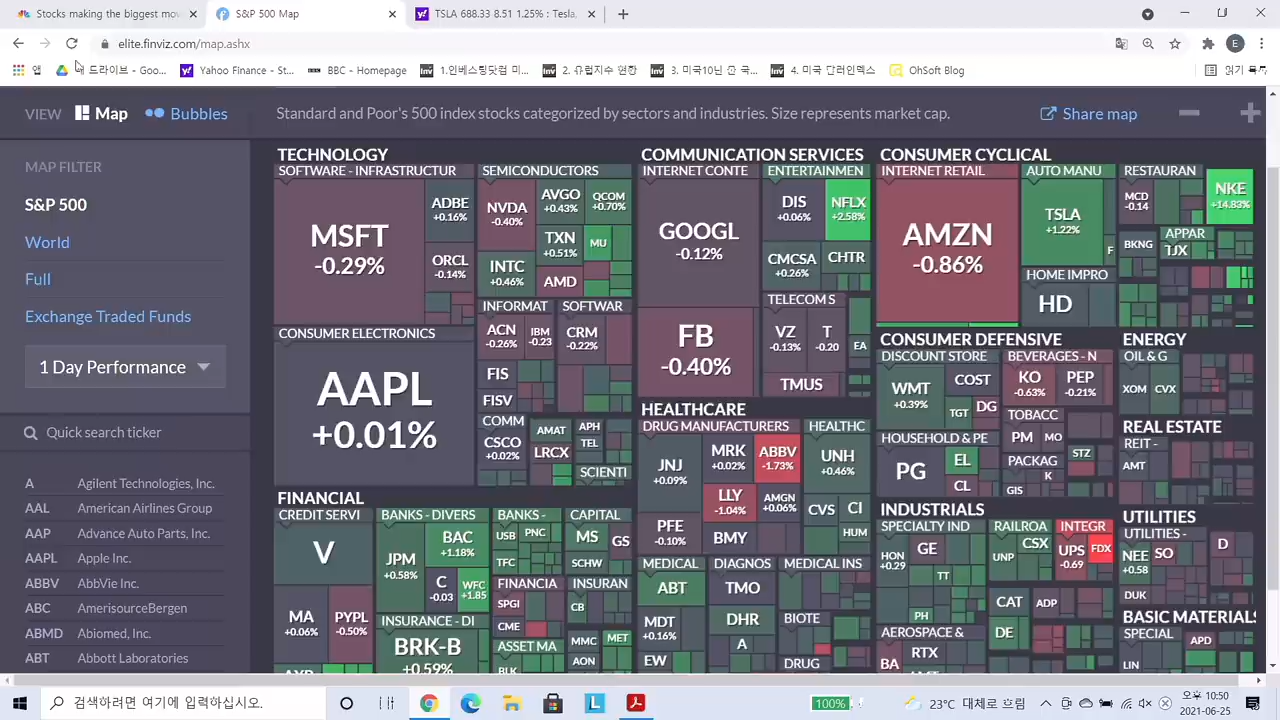 Stocks making the biggest mov
S&P 500 Map
TSLA 688.33 8.51 1.25% : Tesla,
elite.finviz.com/map.ashx
E
앱
드라이브 - Goo...
Yahoo Finance - St...
BBC - Homepage
1.인베스팅닷컴 미...
2. 유럽지수 현황
3. 미국10년 잔 국...
4. 미국 단러인엑스
OhSoft Blog
읽기 목록
VIEW Map Bubbles
Standard and Poor's 500 index stocks categorized by sectors and industries. Size represents market cap.
Share map
MAP FILTER
S&P 500
World
Full
Exchange Traded Funds
1 Day Performance
Quick search ticker
A Agilent Technologies, Inc.
AAL American Airlines Group
AAP Advance Auto Parts, Inc.
AAPL Apple Inc.
ABBV AbbVie Inc.
ABC AmerisourceBergen
ABMD Abiomed, Inc.
ABT Abbott Laboratories
TECHNOLOGY
SOFTWARE - INFRASTRUCTUR
MSFT
-0.29%
ADBE
+0.16%
ORCL
-0.14%
SEMICONDUCTORS
NVDA
-0.40%
AVGO
+0.43%
QCOM
+0.70%
TXN
+0.51%
MU
INTC
+0.46%
AMD
CONSUMER ELECTRONICS
AAPL
+0.01%
INFORMAT
ACN
-0.26%
IBM
-0.23
FIS
FISV
SOFTWAR
CRM
-0.22%
COMM
CSCO
+0.02%
AMAT
LRCX
APH
TEL
SCIENTI
COMMUNICATION SERVICES
INTERNET CONTE
GOOGL
-0.12%
FB
-0.40%
ENTERTAINMEN
DIS
+0.06%
NFLX
+2.58%
CMCSA
+0.26%
CHTR
TELECOM S
VZ
-0.13%
T
-0.20
TMUS
EA
CONSUMER CYCLICAL
INTERNET RETAIL
AMZN
-0.86%
AUTO MANU
TSLA
+1.22%
F
HOME IMPRO
HD
RESTAURAN
MCD
-0.14
NKE
+14.83%
BKNG
APPAR
TJX
CONSUMER DEFENSIVE
DISCOUNT STORE
WMT
+0.39%
COST
TGT
DG
BEVERAGES - N
KO
-0.63%
PEP
-0.21%
TOBACC
PM
MO
HOUSEHOLD & PE
PG
EL
CL
PACKAG
K
GIS
STZ
ENERGY
OIL & G
XOM
CVX
REAL ESTATE
REIT -
AMT
HEALTHCARE
DRUG MANUFACTURERS
JNJ
+0.09%
MRK
+0.02%
ABBV
-1.73%
LLY
-1.04%
AMGN
+0.06%
PFE
-0.10%
BMY
HEALTHC
UNH
+0.46%
CVS
CI
HUM
MEDICAL
ABT
MDT
+0.16%
EW
DIAGNOS
TMO
DHR
A
MEDICAL INS
BIOTE
DRUG
FINANCIAL
CREDIT SERVI
V
MA
+0.06%
PYPL
-0.50%
AXP
BANKS - DIVERS
JPM
+0.58%
BAC
+1.18%
C
-0.03
WFC
+1.85
INSURANCE - DI
BRK-B
+0.59%
BANKS -
USB
PNC
TFC
FINANCIA
SPGI
CME
ASSET MA
BLK
CAPITAL
MS
GS
SCHW
INSURAN
CB
MMC
MET
AON
INDUSTRIALS
SPECIALTY IND
HON
+0.29
GE
TT
PH
RAILROA
UNP
CSX
INTEGR
UPS
-0.69
FDX
CAT
ADP
DE
AEROSPACE &
RTX
BA
LMT
UTILITIES
UTILITIES -
NEE
+0.58
SO
D
DUK
BASIC MATERIALS
SPECIAL
APD
LIN
검색하려면 여기에 입력하십시오.
100%
23°C 대체로 흐림
오후 10:50
2021-06-25